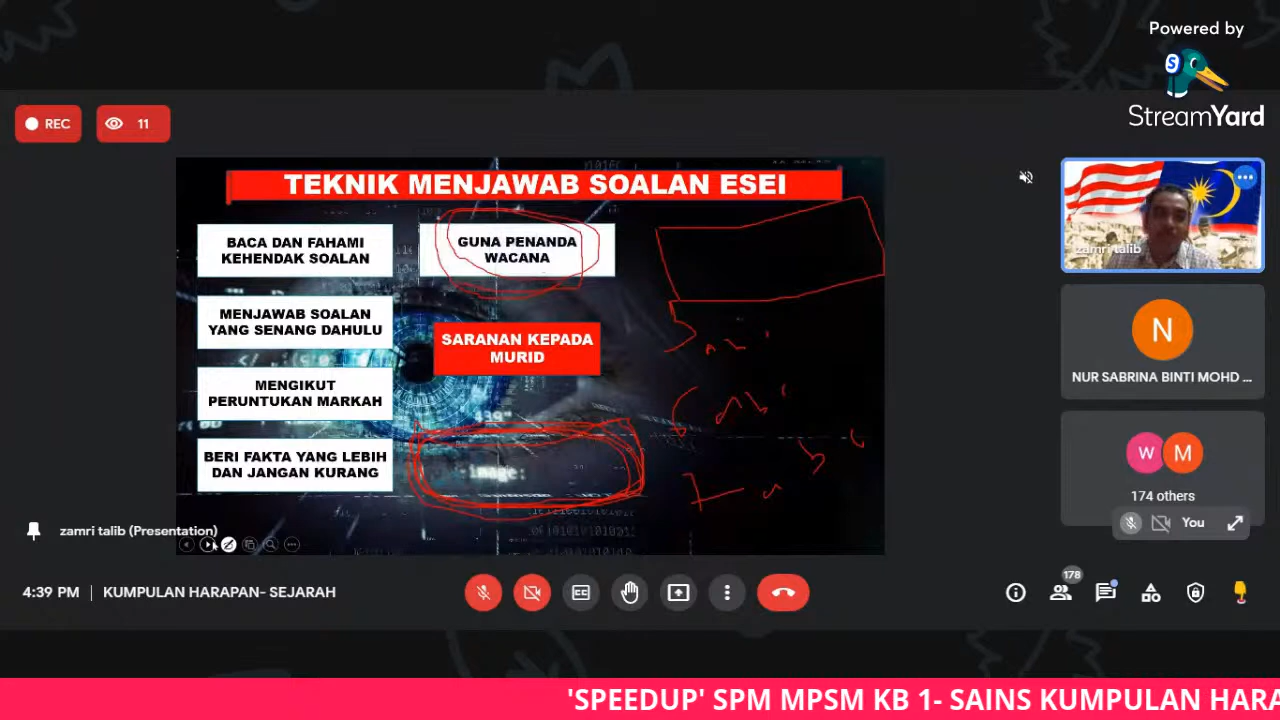 Powered by
StreamYard
REC
11
TEKNIK MENJAWAB SOALAN ESEI
BACA DAN FAHAMI
KEHENDAK SOALAN
GUNA PENANDA
WACANA
MENJAWAB SOALAN
YANG SENANG DAHULU
SARANAN KEPADA
MURID
MENGIKUT
PERUNTUKAN MARKAH
BERI FAKTA YANG LEBIH
DAN JANGAN KURANG
image:
zamri talib
N
NUR SABRINA BINTI MOHD ...
W M
174 others
You
zamri talib (Presentation)
4:39 PM | KUMPULAN HARAPAN- SEJARAH
178
'SPEEDUP' SPM MPSM KB 1- SAINS KUMPULAN HARA